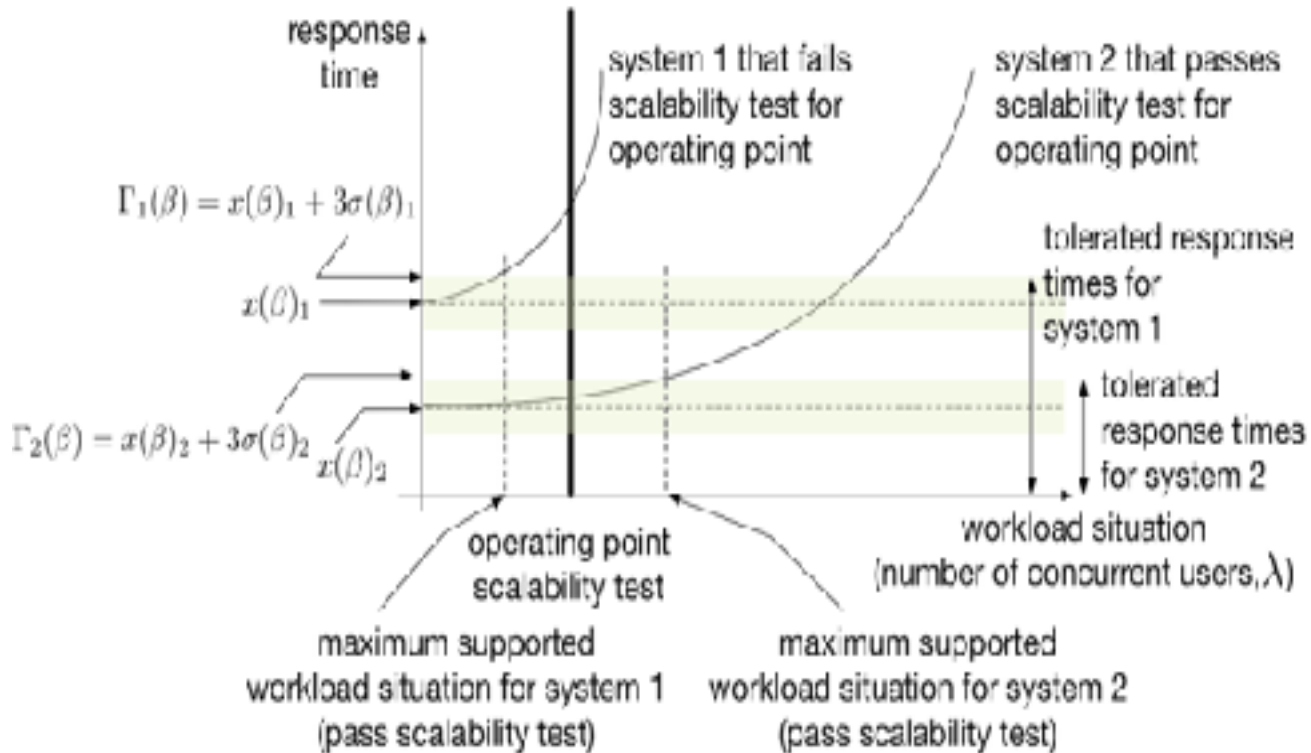 response
time
system 1 that fails
scalability test for
operating point
system 2 that passes
scalability test for
operating point
Γ₁(β) = x(β)₁ + 3σ(β)₁
x(β)₁
tolerated response
times for
system 1
Γ₂(β) = x(β)₂ + 3σ(β)₂
x(β)₂
tolerated
response times
for system 2
operating point
scalability test
workload situation
(number of concurrent users, λ)
maximum supported
workload situation for system 1
(pass scalability test)
maximum supported
workload situation for system 2
(pass scalability test)